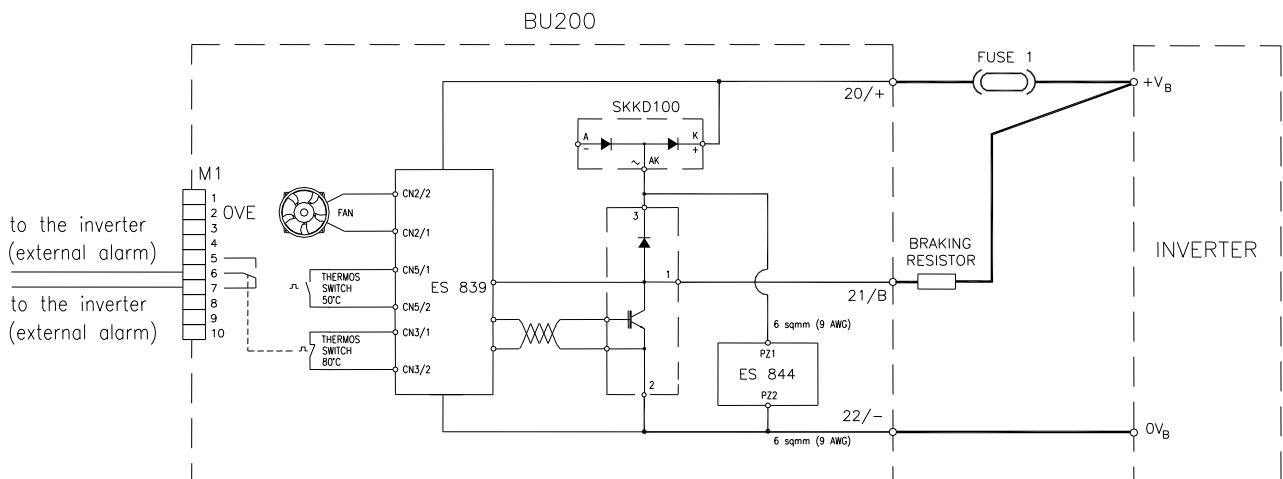 BU200
FUSE 1
20/+
+VB
SKKD100
A
-
K
+
~ AK
M1
1
2 OVE
3
4
5
6
7
8
9
10
to the inverter
(external alarm)
to the inverter
(external alarm)
FAN
CN2/2
CN2/1
THERMOS
SWITCH
50°C
CN5/1
CN5/2
THERMOS
SWITCH
80°C
CN3/1
CN3/2
ES 839
3
1
2
21/B
BRAKING
RESISTOR
INVERTER
6 sqmm (9 AWG)
PZ1
ES 844
PZ2
22/-
6 sqmm (9 AWG)
0VB